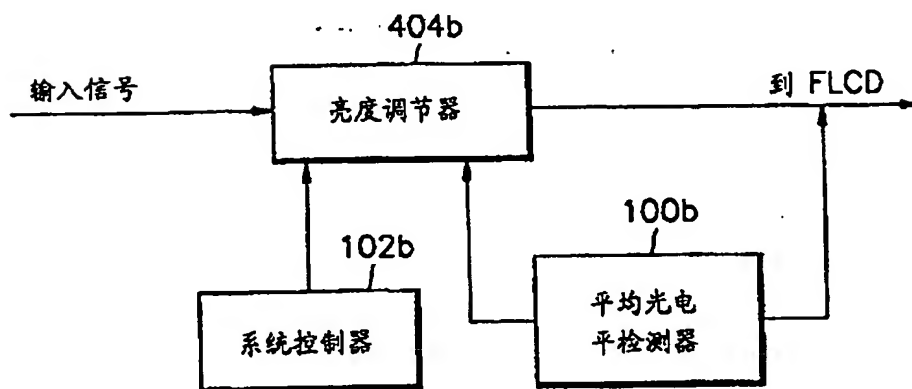 404b
输入信号
亮度调节器
到 FLCD
102b
100b
系统控制器
平均光电
平检测器